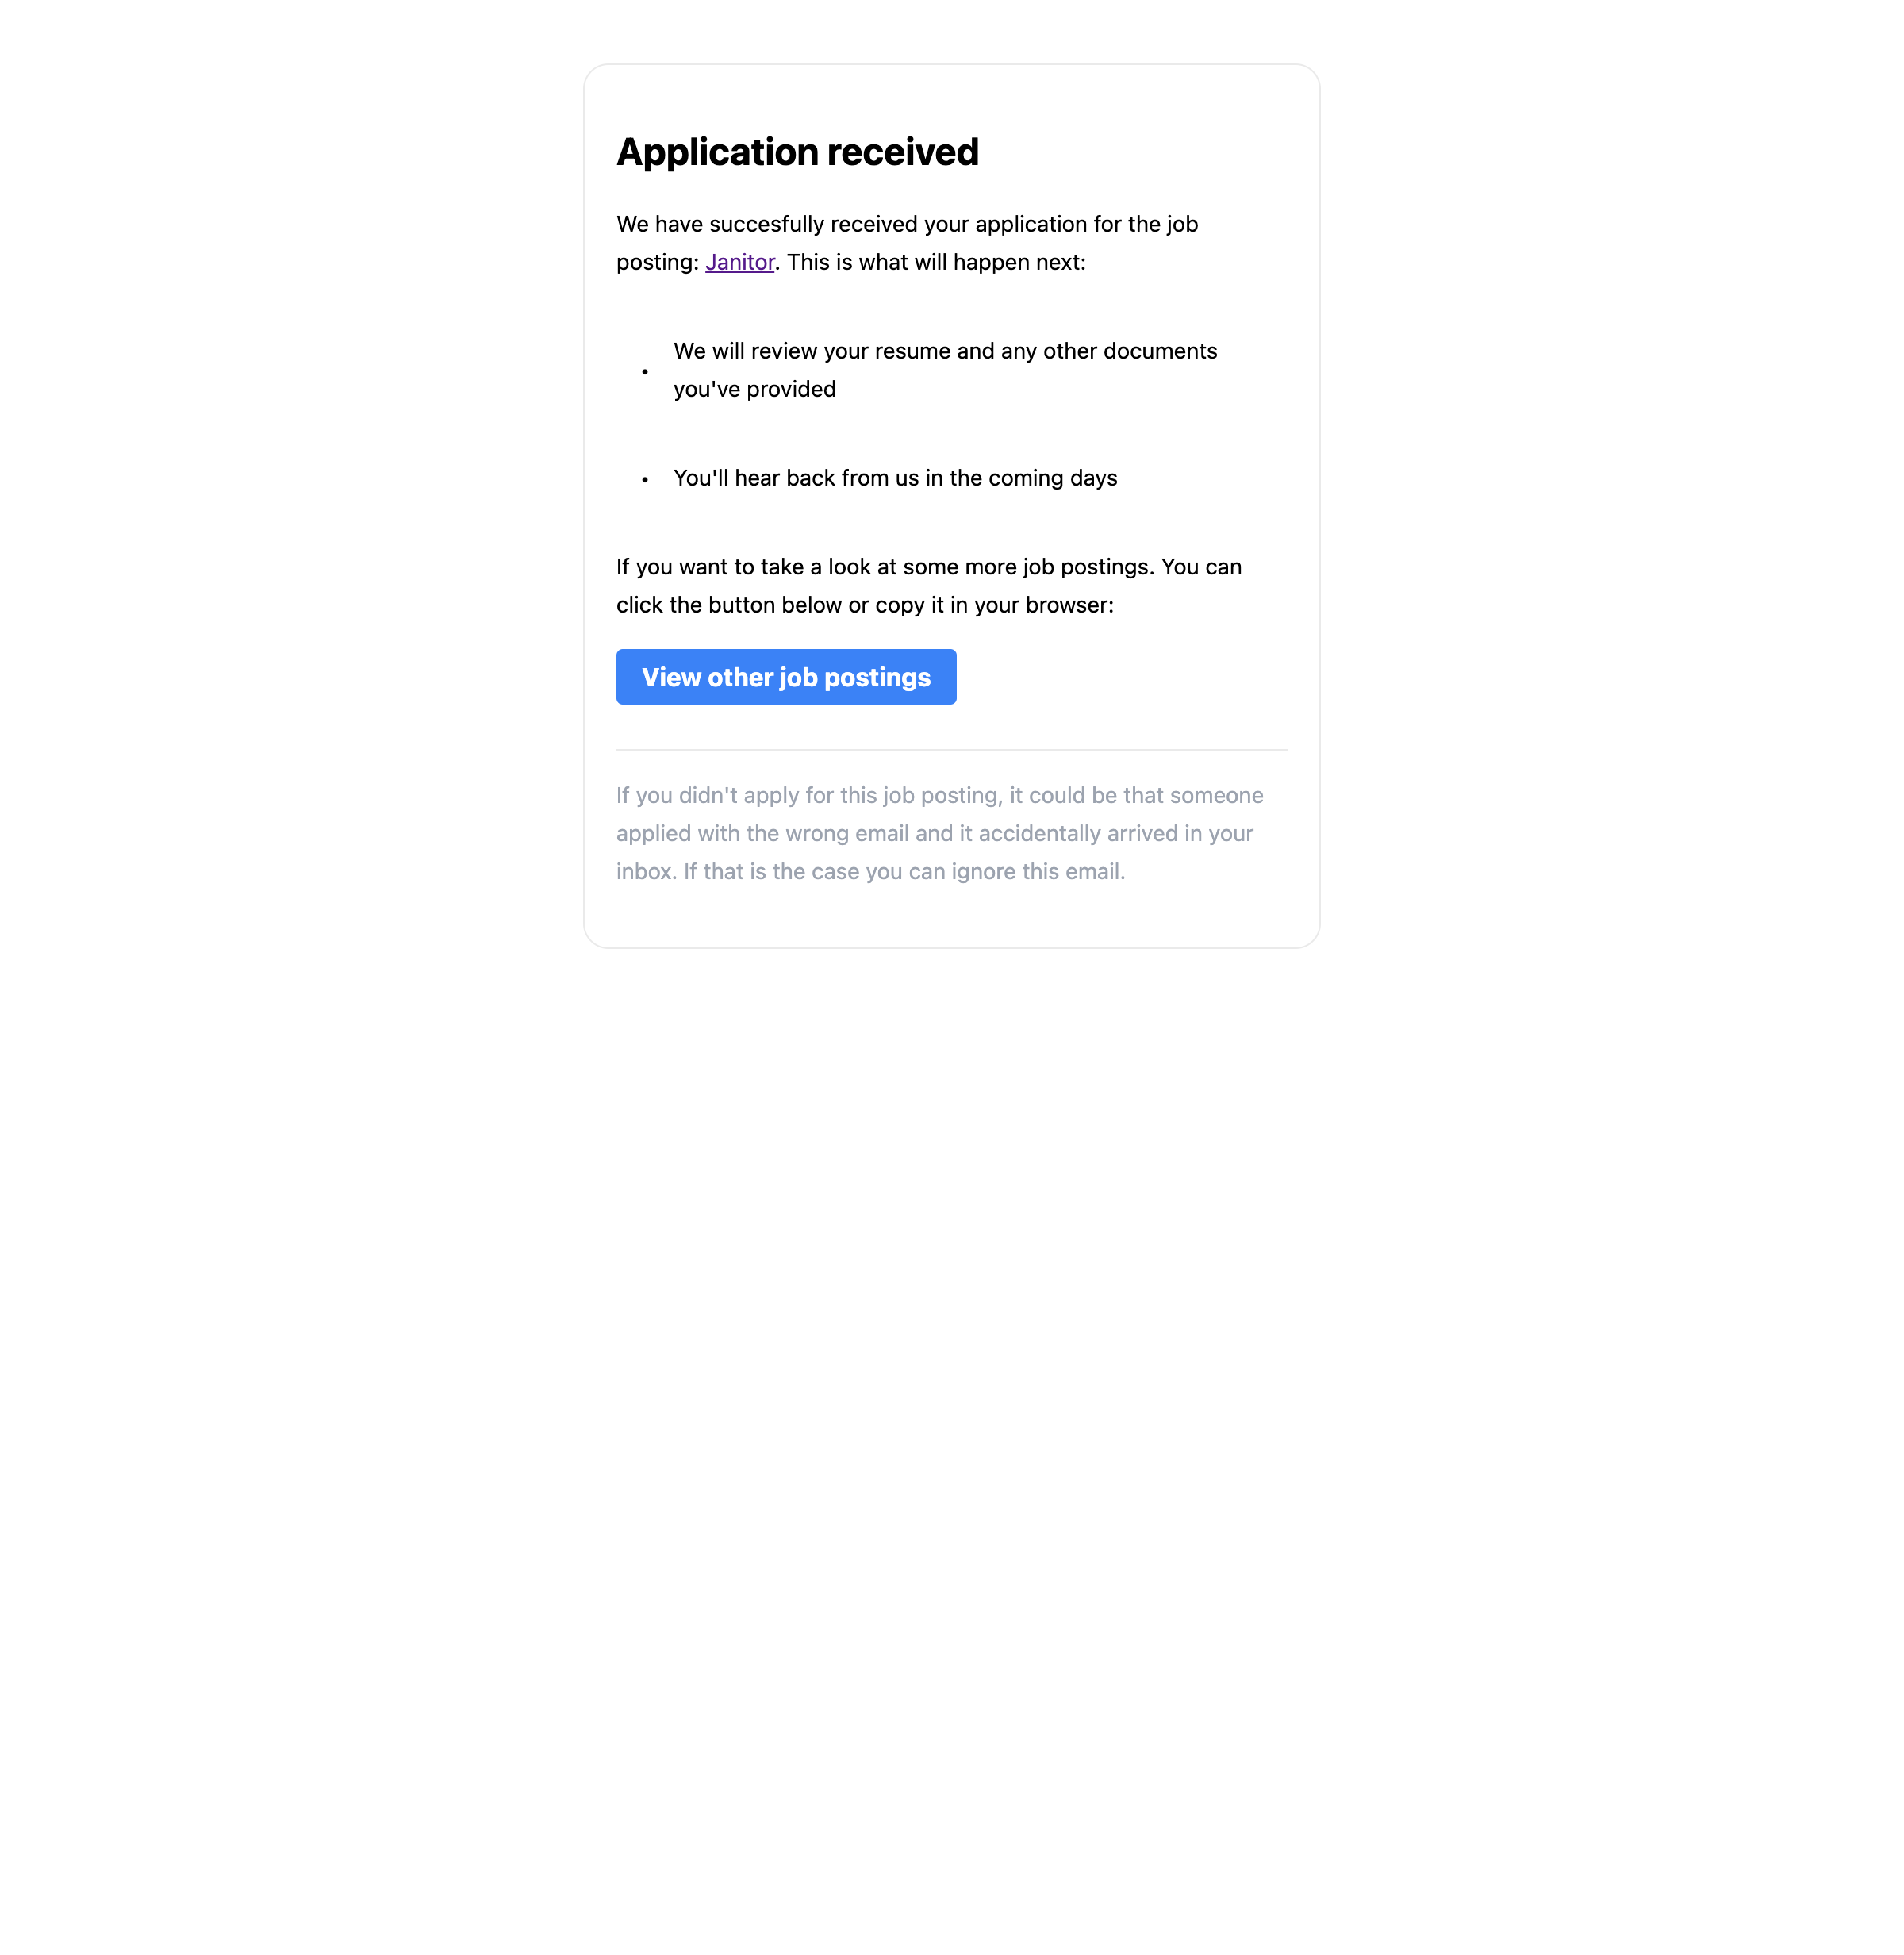 Application received
We have succesfully received your application for the job
posting: Janitor. This is what will happen next:
• We will review your resume and any other documents
you've provided
• You'll hear back from us in the coming days
If you want to take a look at some more job postings. You can
click the button below or copy it in your browser:
View other job postings
If you didn't apply for this job posting, it could be that someone
applied with the wrong email and it accidentally arrived in your
inbox. If that is the case you can ignore this email.